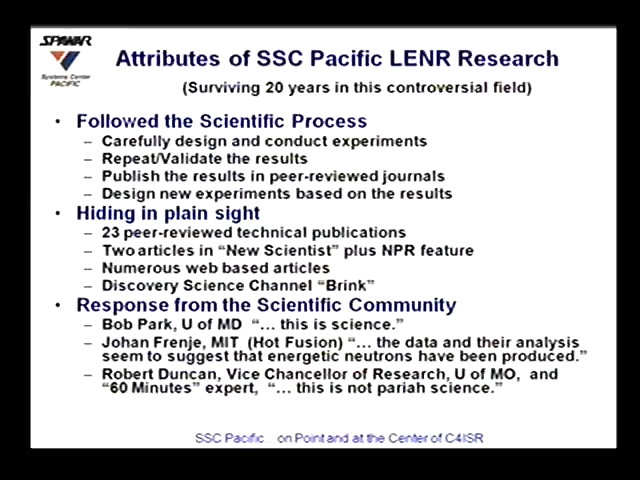 SPAWAR
Systems Center
PACIFIC
Attributes of SSC Pacific LENR Research
(Surviving 20 years in this controversial field)
• Followed the Scientific Process
– Carefully design and conduct experiments
– Repeat/Validate the results
– Publish the results in peer-reviewed journals
– Design new experiments based on the results
• Hiding in plain sight
– 23 peer-reviewed technical publications
– Two articles in “New Scientist” plus NPR feature
– Numerous web based articles
– Discovery Science Channel “Brink”
• Response from the Scientific Community
– Bob Park, U of MD “… this is science.”
– Johan Frenje, MIT (Hot Fusion) “… the data and their analysis
seem to suggest that energetic neutrons have been produced.”
– Robert Duncan, Vice Chancellor of Research, U of MO, and
“60 Minutes” expert, “… this is not pariah science.”
SSC Pacific... on Point and at the Center of C4ISR